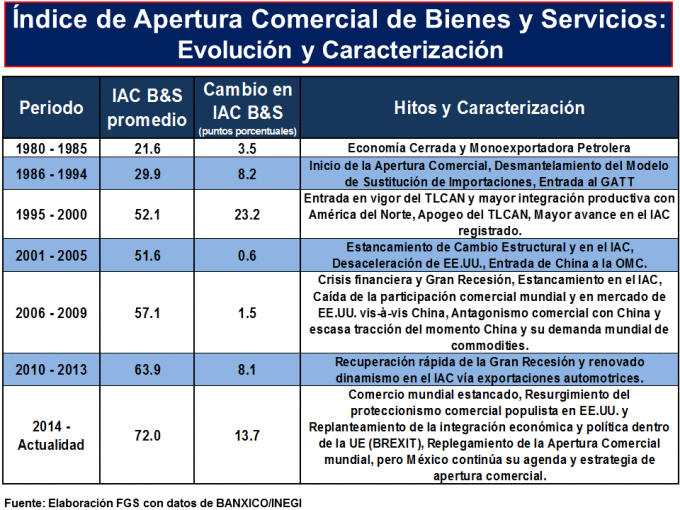 Índice de Apertura Comercial de Bienes y Servicios:
Evolución y Caracterización
Periodo
IAC B&S
promedio
Cambio en
IAC B&S
(puntos porcentuales)
Hitos y Caracterización
1980 - 1985
21.6
3.5
Economía Cerrada y Monoexportadora Petrolera
1986 - 1994
29.9
8.2
Inicio de la Apertura Comercial, Desmantelamiento del Modelo
de Sustitución de Importaciones, Entrada al GATT
1995 - 2000
52.1
23.2
Entrada en vigor del TLCAN y mayor integración productiva con
América del Norte, Apogeo del TLCAN, Mayor avance en el IAC
registrado.
2001 - 2005
51.6
0.6
Estancamiento de Cambio Estructural y en el IAC,
Desaceleración de EE.UU., Entrada de China a la OMC.
2006 - 2009
57.1
1.5
Crisis financiera y Gran Recesión, Estancamiento en el IAC,
Caída de la participación comercial mundial y en mercado de
EE.UU. vis-à-vis China, Antagonismo comercial con China y
escasa tracción del momento China y su demanda mundial de
commodities.
2010 - 2013
63.9
8.1
Recuperación rápida de la Gran Recesión y renovado
dinamismo en el IAC vía exportaciones automotrices.
2014 -
Actualidad
72.0
13.7
Comercio mundial estancado, Resurgimiento del
proteccionismo comercial populista en EE.UU. y
Replanteamiento de la integración económica y política dentro
de la UE (BREXIT), Replegamiento de la Apertura Comercial
mundial, pero México continúa su agenda y estrategia de
apertura comercial.
Fuente: Elaboración FGS con datos de BANXICO/INEGI